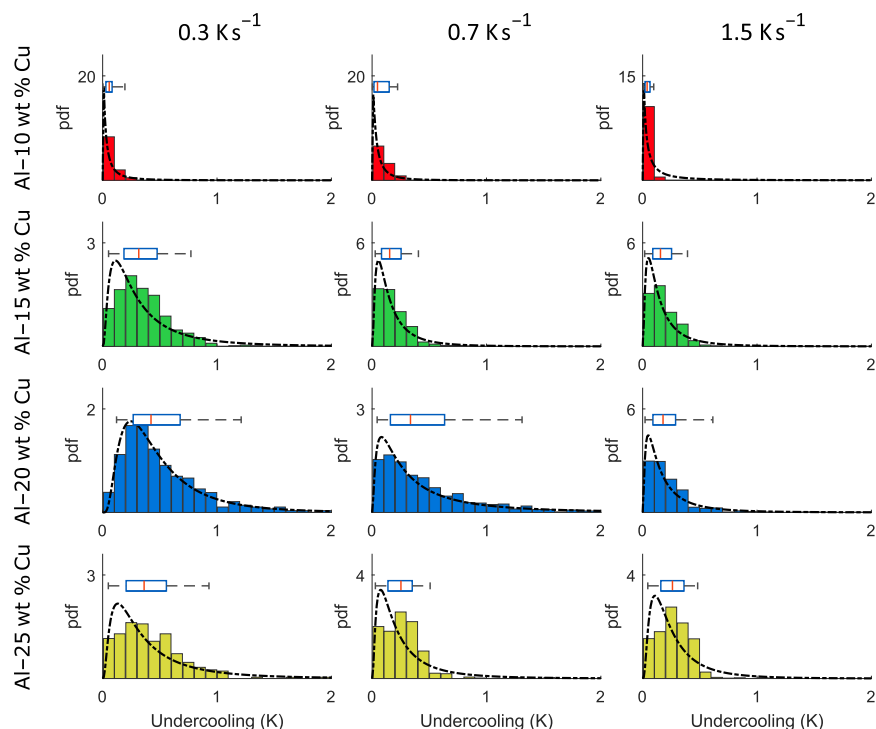 0.3 K s⁻¹ 0.7 K s⁻¹ 1.5 K s⁻¹
Al–10 wt % Cu
pdf 20 0 1 2
pdf 20 0 1 2
pdf 15 0 1 2
Al–15 wt % Cu
pdf 3 0 1 2
pdf 6 0 1 2
pdf 6 0 1 2
Al–20 wt % Cu
pdf 2 0 1 2
pdf 3 0 1 2
pdf 6 0 1 2
Al–25 wt % Cu
pdf 3 0 1 2
pdf 4 0 1 2
pdf 4 0 1 2
Undercooling (K) Undercooling (K) Undercooling (K)